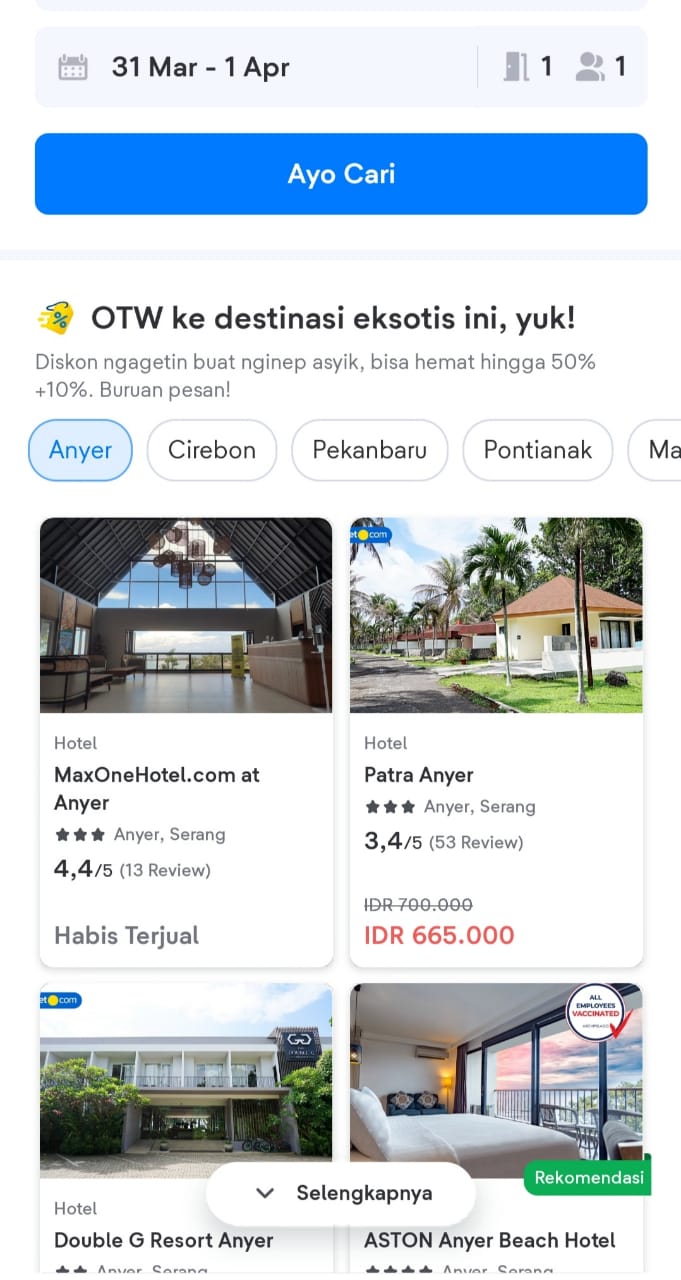 31 Mar - 1 Apr
1
1
Ayo Cari
OTW ke destinasi eksotis ini, yuk!
Diskon ngagetin buat nginep asyik, bisa hemat hingga 50%
+10%. Buruan pesan!
Anyer
Cirebon
Pekanbaru
Pontianak
Ma
et com
Hotel
MaxOneHotel.com at
Anyer
Anyer, Serang
4,4/5 (13 Review)
Habis Terjual
Hotel
Patra Anyer
Anyer, Serang
3,4/5 (53 Review)
IDR 700.000
IDR 665.000
et com
ALL
EMPLOYEES
VACCINATED
Hotel
Double G Resort Anyer
Anyer, Serang
Selengkapnya
Rekomendasi
ASTON Anyer Beach Hotel
Anyer, Serang